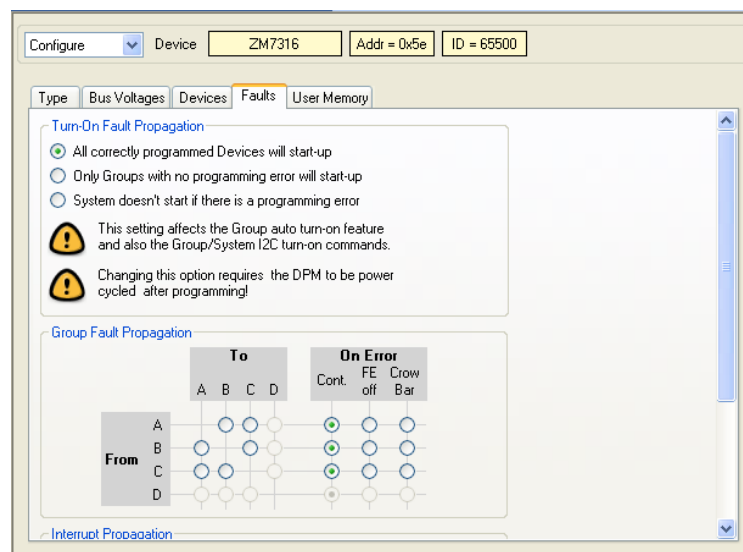 Configure Device ZM7316 Addr = 0x5e ID = 65500
Type Bus Voltages Devices Faults User Memory
Turn-On Fault Propagation
All correctly programmed Devices will start-up
Only Groups with no programming error will start-up
System doesn't start if there is a programming error
This setting affects the Group auto turn-on feature
and also the Group/System I2C turn-on commands.
Changing this option requires the DPM to be power
cycled after programming!
Group Fault Propagation
To On Error
A B C D Cont. FE off Crow Bar
A
B
From
C
D
Interrupt Propagation